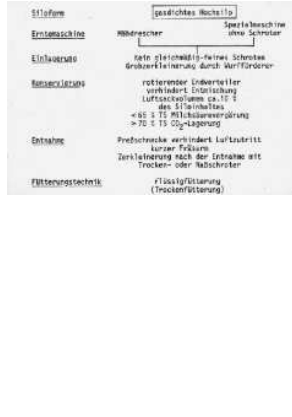 Siloform gasdichtes Hochsilo
Spezialmaschine
Erntemaschine Mähdrescher ohne Schroter
Einlagerung Kein gleichmäßig-feines Schroten
Grobzerkleinerung durch Wurfförderer
Konservierung rotierender Endverteiler
verhindert Entmischung
Luftsackvolumen ca.10 %
des Siloinhaltes
< 65 % TS Milchsäurevergärung
> 70 % TS CO₂-Lagerung
Entnahme Preßschnecke verhindert Luftzutritt
kurzer Fräsarm
Zerkleinerung nach der Entnahme mit
Trocken- oder Naßschroter
Fütterungstechnik Flüssigfütterung
(Trockenfütterung)